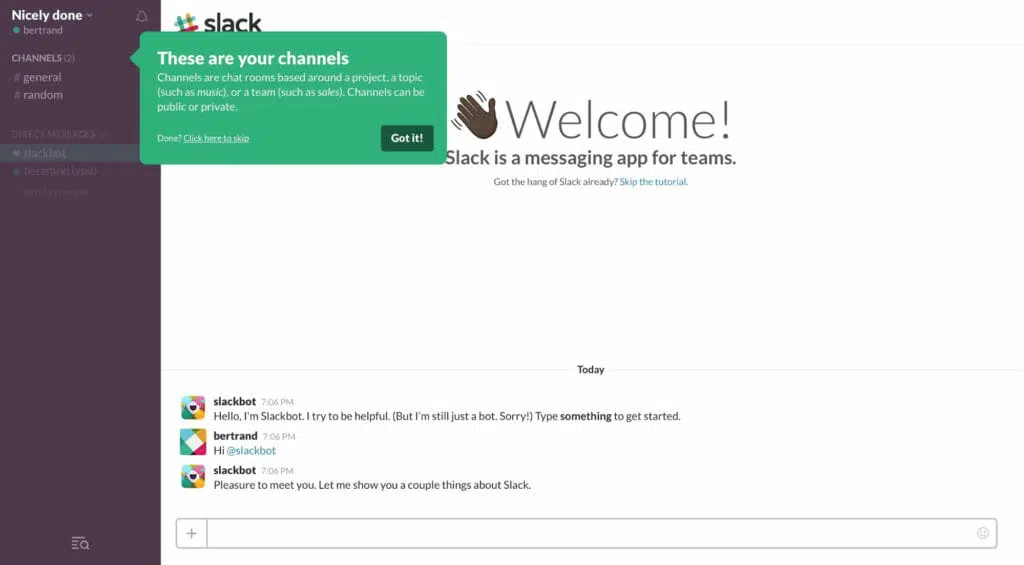 Nicely done
bertrand
CHANNELS (2)
# general
# random
DIRECT MESSAGES
slackbot
bertrand (you)
slack
These are your channels
Channels are chat rooms based around a project, a topic
(such as music), or a team (such as sales). Channels can be
public or private.
Done? Click here to skip
Got it!
Welcome!
Slack is a messaging app for teams.
Got the hang of Slack already? Skip the tutorial.
Today
slackbot 7:06 PM
Hello, I'm Slackbot. I try to be helpful. (But I'm still just a bot. Sorry!) Type something to get started.
bertrand 7:06 PM
Hi @slackbot
slackbot 7:06 PM
Pleasure to meet you. Let me show you a couple things about Slack.